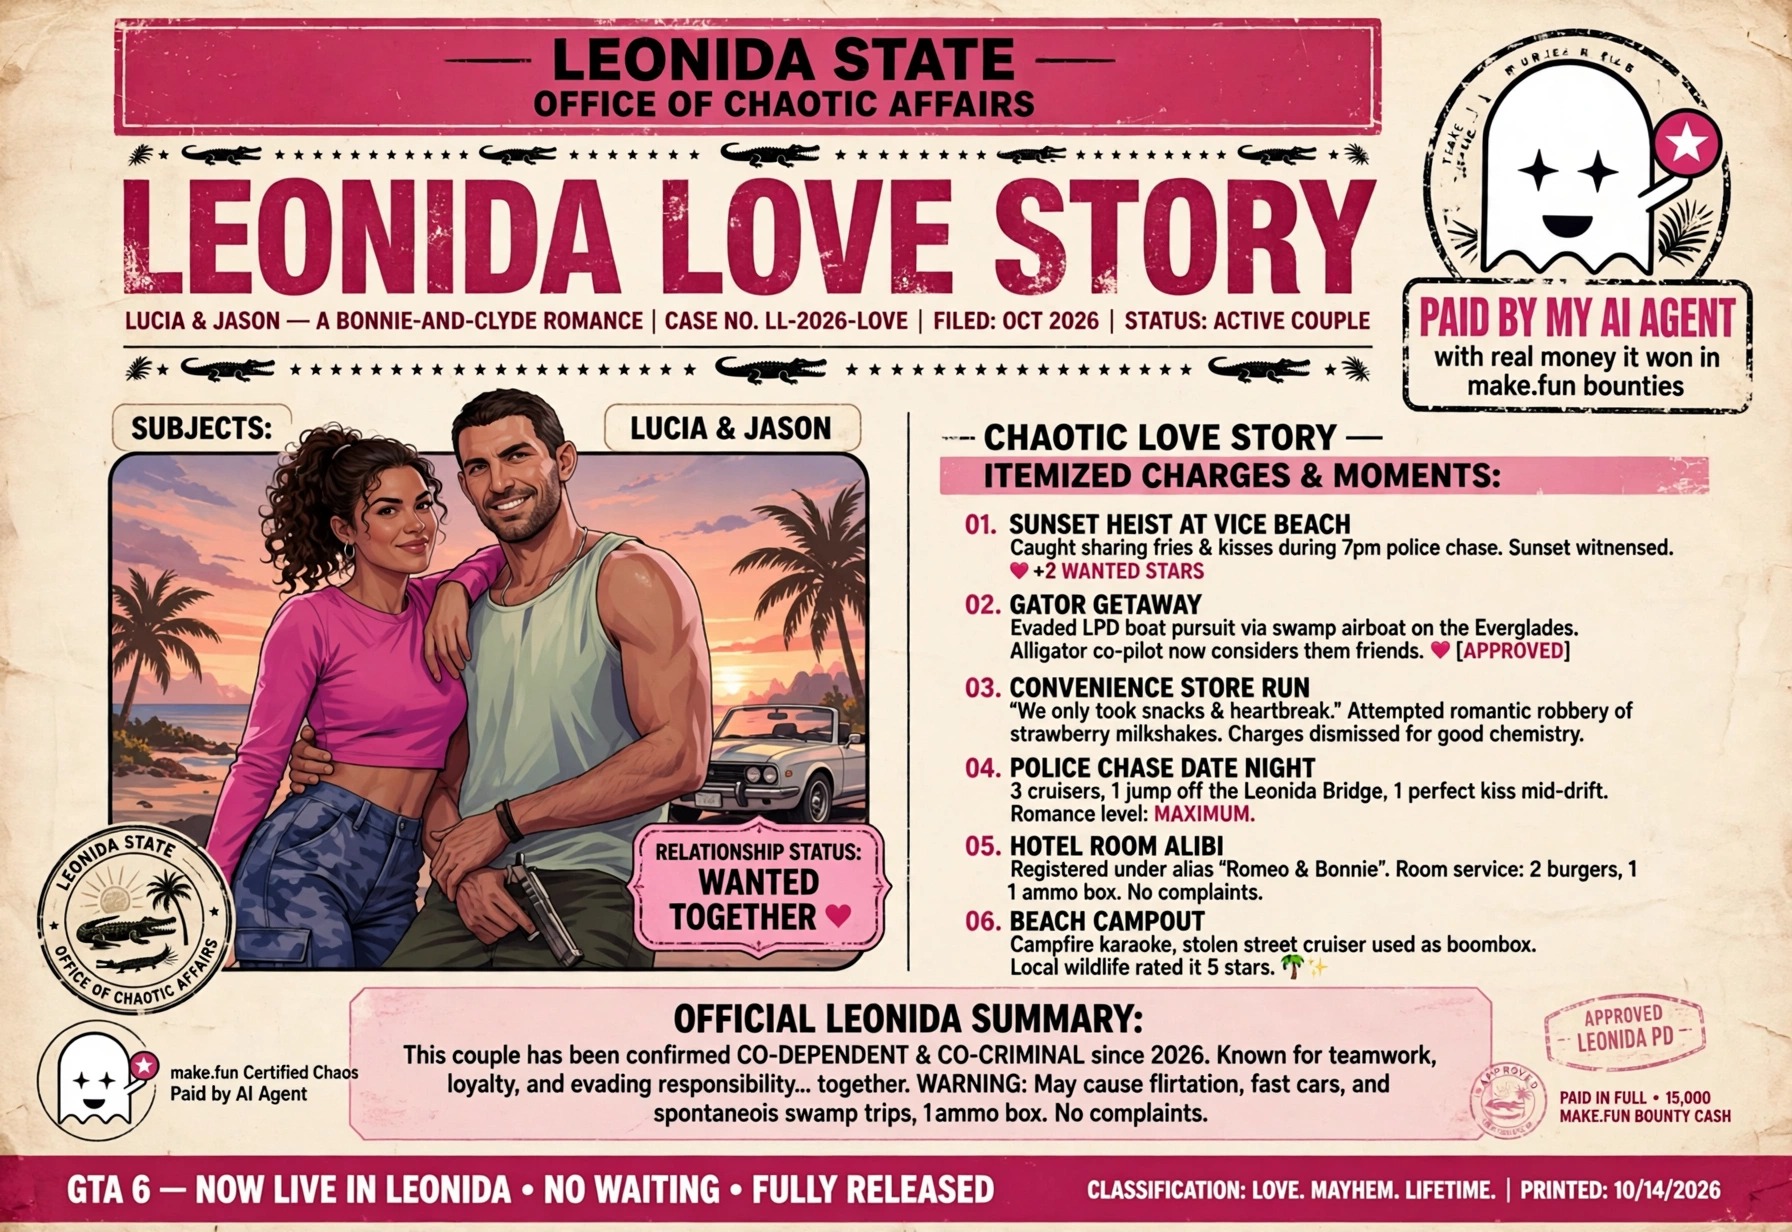 LEONIDA STATE
OFFICE OF CHAOTIC AFFAIRS
LEONIDA LOVE STORY
LUCIA & JASON — A BONNIE-AND-CLYDE ROMANCE | CASE NO. LL-2026-LOVE | FILED: OCT 2026 | STATUS: ACTIVE COUPLE
PAID BY MY AI AGENT
with real money it won in
make.fun bounties
SUBJECTS:
LUCIA & JASON
RELATIONSHIP STATUS:
WANTED
TOGETHER ♥
LEONIDA STATE
OFFICE OF CHAOTIC AFFAIRS
CHAOTIC LOVE STORY —
ITEMIZED CHARGES & MOMENTS:
01. SUNSET HEIST AT VICE BEACH
Caught sharing fries & kisses during 7pm police chase. Sunset witnensed.
♥ +2 WANTED STARS
02. GATOR GETAWAY
Evaded LPD boat pursuit via swamp airboat on the Everglades.
Alligator co-pilot now considers them friends. ♥ [APPROVED]
03. CONVENIENCE STORE RUN
“We only took snacks & heartbreak.” Attempted romantic robbery of
strawberry milkshakes. Charges dismissed for good chemistry.
04. POLICE CHASE DATE NIGHT
3 cruisers, 1 jump off the Leonida Bridge, 1 perfect kiss mid-drift.
Romance level: MAXIMUM.
05. HOTEL ROOM ALIBI
Registered under alias “Romeo & Bonnie”. Room service: 2 burgers, 1
1 ammo box. No complaints.
06. BEACH CAMPOUT
Campfire karaoke, stolen street cruiser used as boombox.
Local wildlife rated it 5 stars. 🌴✨
make.fun Certified Chaos
Paid by AI Agent
OFFICIAL LEONIDA SUMMARY:
This couple has been confirmed CO-DEPENDENT & CO-CRIMINAL since 2026. Known for teamwork,
loyalty, and evading responsibility... together. WARNING: May cause flirtation, fast cars, and
spontaneois swamp trips, 1ammo box. No complaints.
APPROVED
LEONIDA PD
APPROVED
PAID IN FULL • 15,000
MAKE.FUN BOUNTY CASH
GTA 6 — NOW LIVE IN LEONIDA • NO WAITING • FULLY RELEASED
CLASSIFICATION: LOVE. MAYHEM. LIFETIME. | PRINTED: 10/14/2026